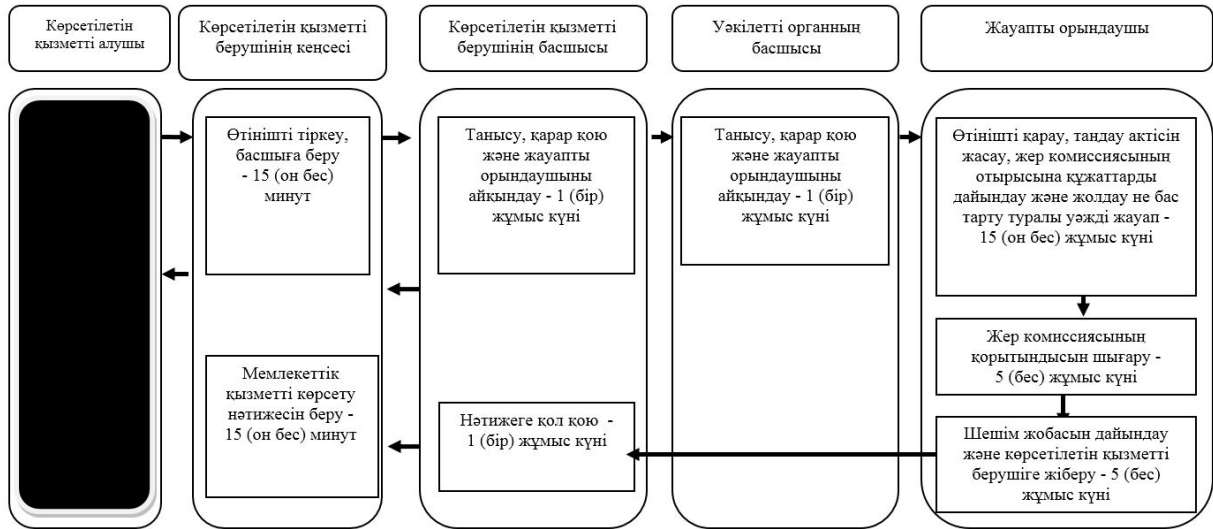 Көрсетілетін
қызметті алушы
Көрсетілетін қызметті
берушінің кеңсесі
Көрсетілетін қызметті
берушінің басшысы
Уәкілетті органның
басшысы
Жауапты орындаушы
Өтінішті тіркеу,
басшыға беру
- 15 (он бес)
минут
Танысу, қарар қою
және жауапты
орындаушыны
айқындау - 1 (бір)
жұмыс күні
Танысу, қарар қою
және жауапты
орындаушыны
айқындау - 1 (бір)
жұмыс күні
Өтінішті қарау, таңдау актісін
жасау, жер комиссиясының
отырысына құжаттарды
дайындау және жолдау не бас
тарту туралы уәжді жауап -
15 (он бес) жұмыс күні
Жер комиссиясының
қорытындысын шығару -
5 (бес) жұмыс күні
Мемлекеттік
қызметті көрсету
нәтижесін беру -
15 (он бес) минут
Нәтижеге қол қою -
1 (бір) жұмыс күні
Шешім жобасын дайындау
және көрсетілетін қызметті
берушіге жіберу - 5 (бес)
жұмыс күні